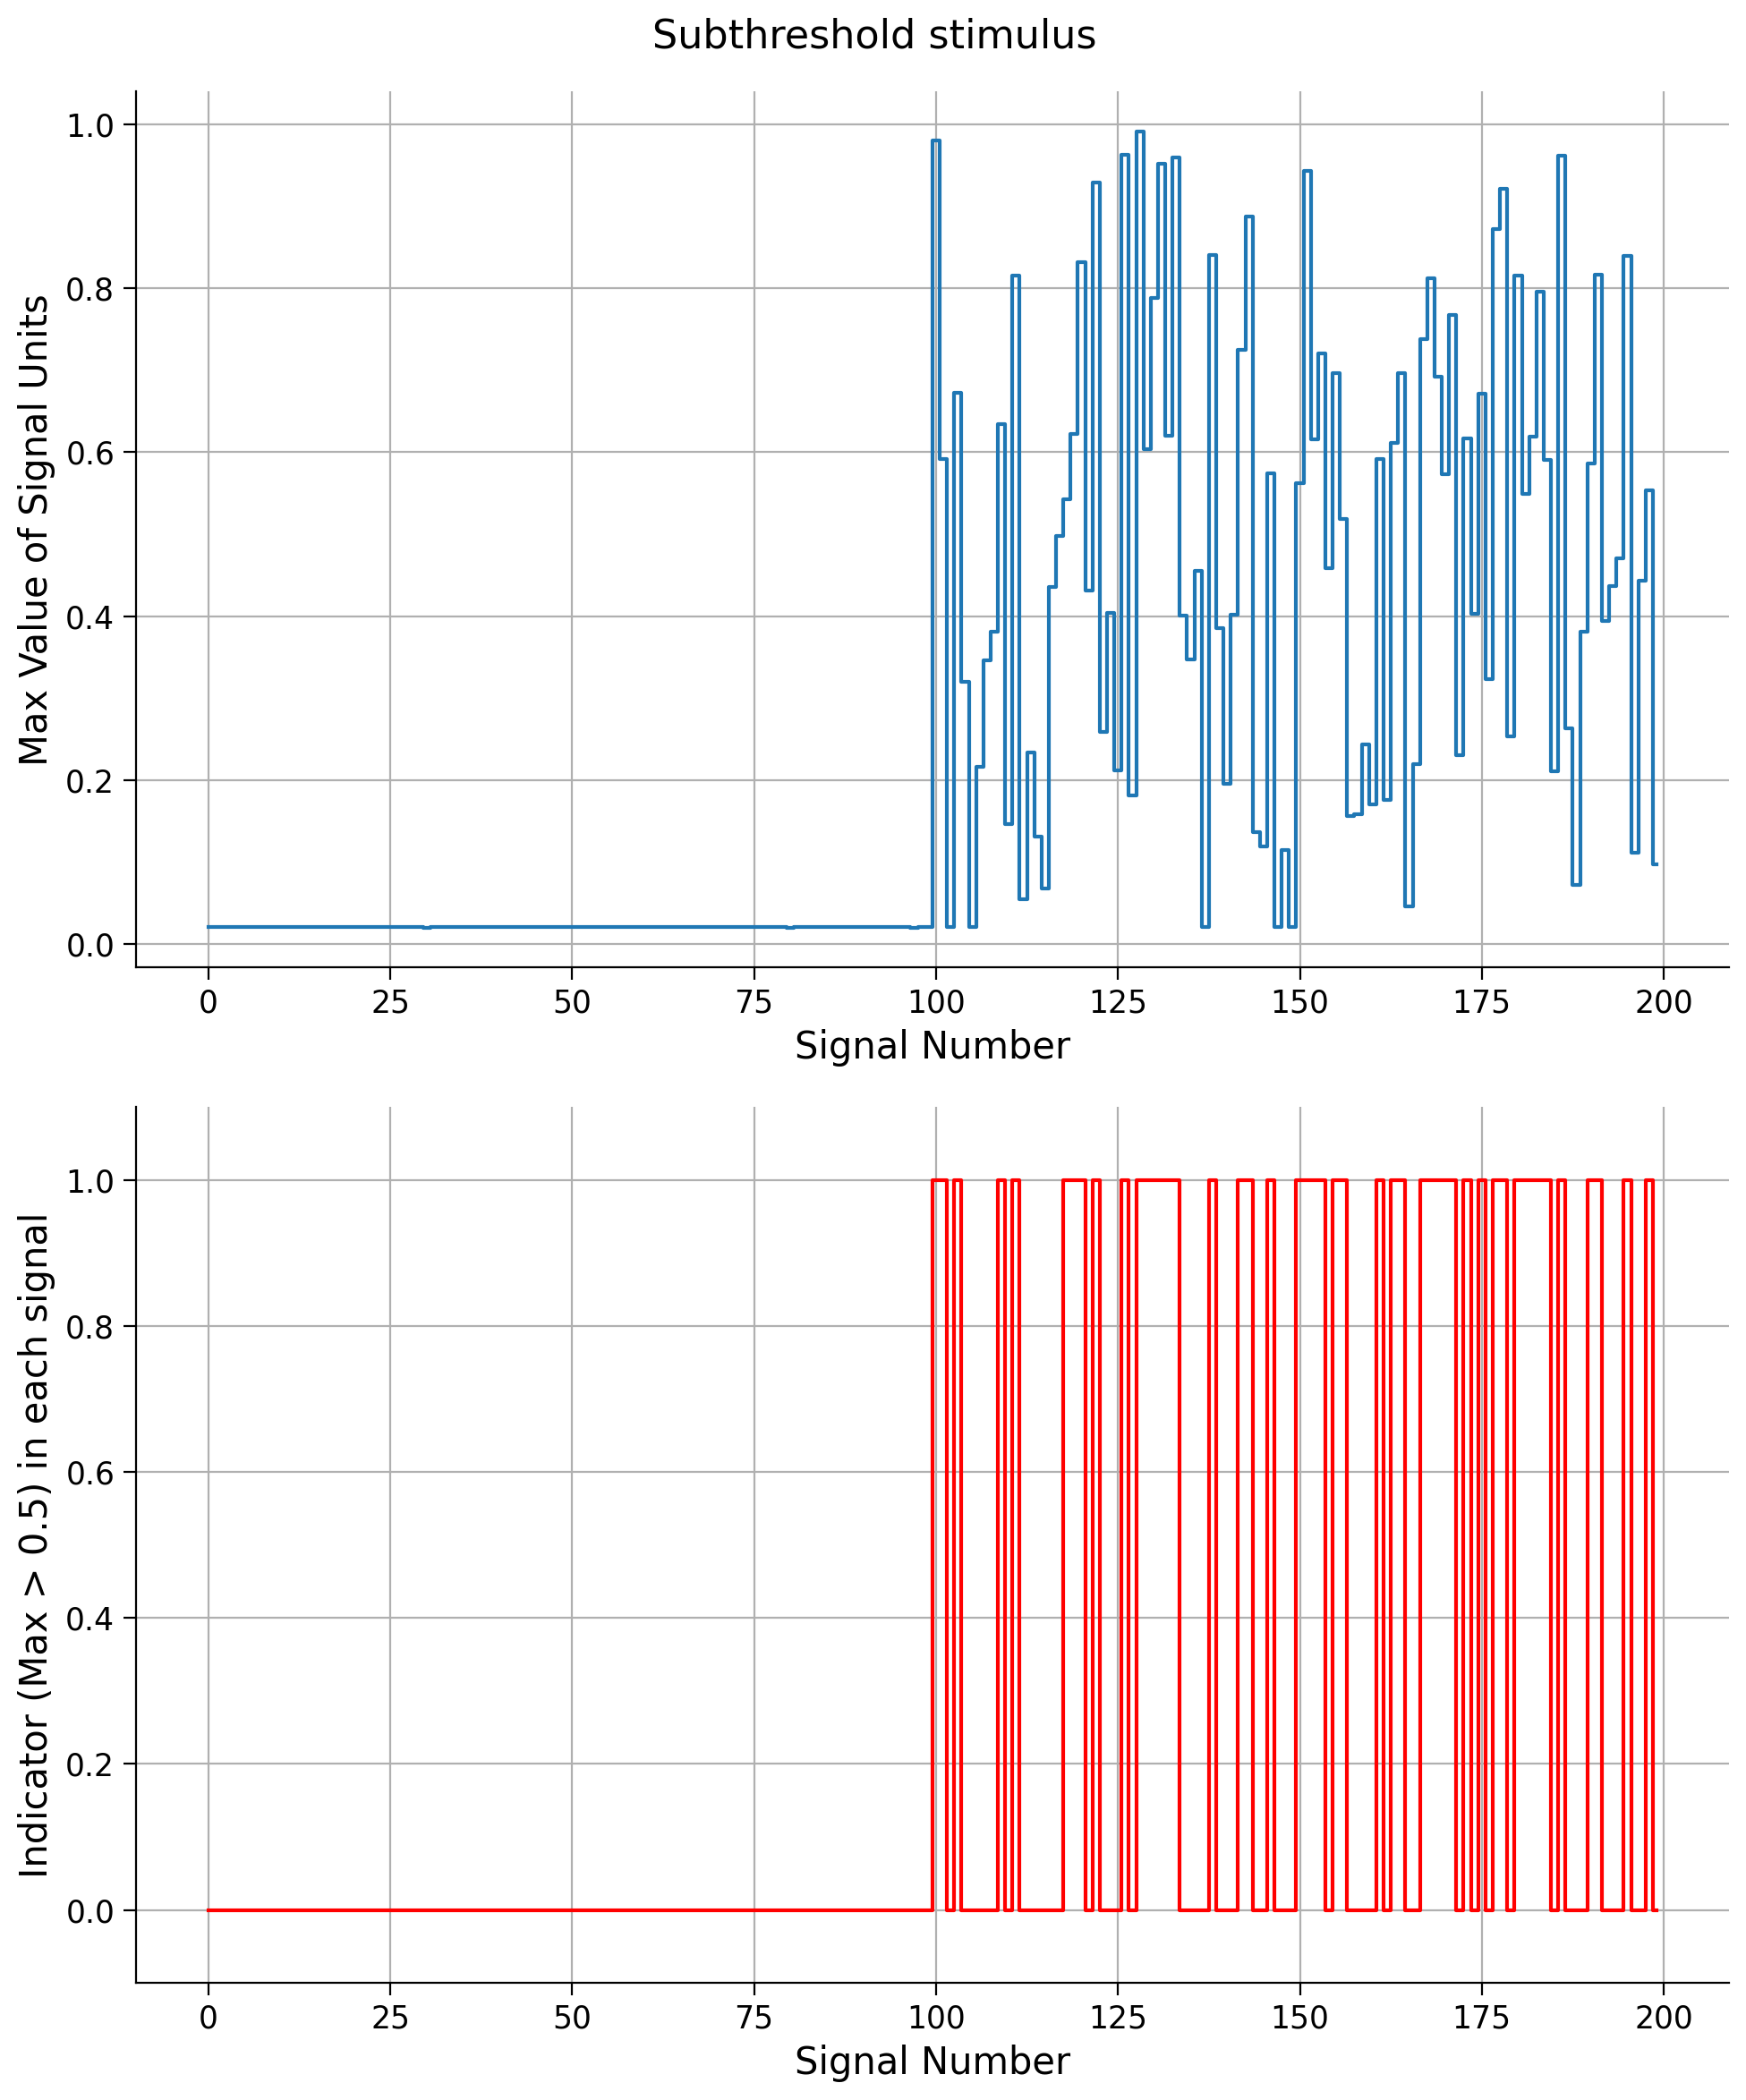 Subthreshold stimulus
Max Value of Signal Units
1.0
0.8
0.6
0.4
0.2
0.0
0 25 50 75 100 125 150 175 200
Signal Number
Indicator (Max > 0.5) in each signal
1.0
0.8
0.6
0.4
0.2
0.0
0 25 50 75 100 125 150 175 200
Signal Number